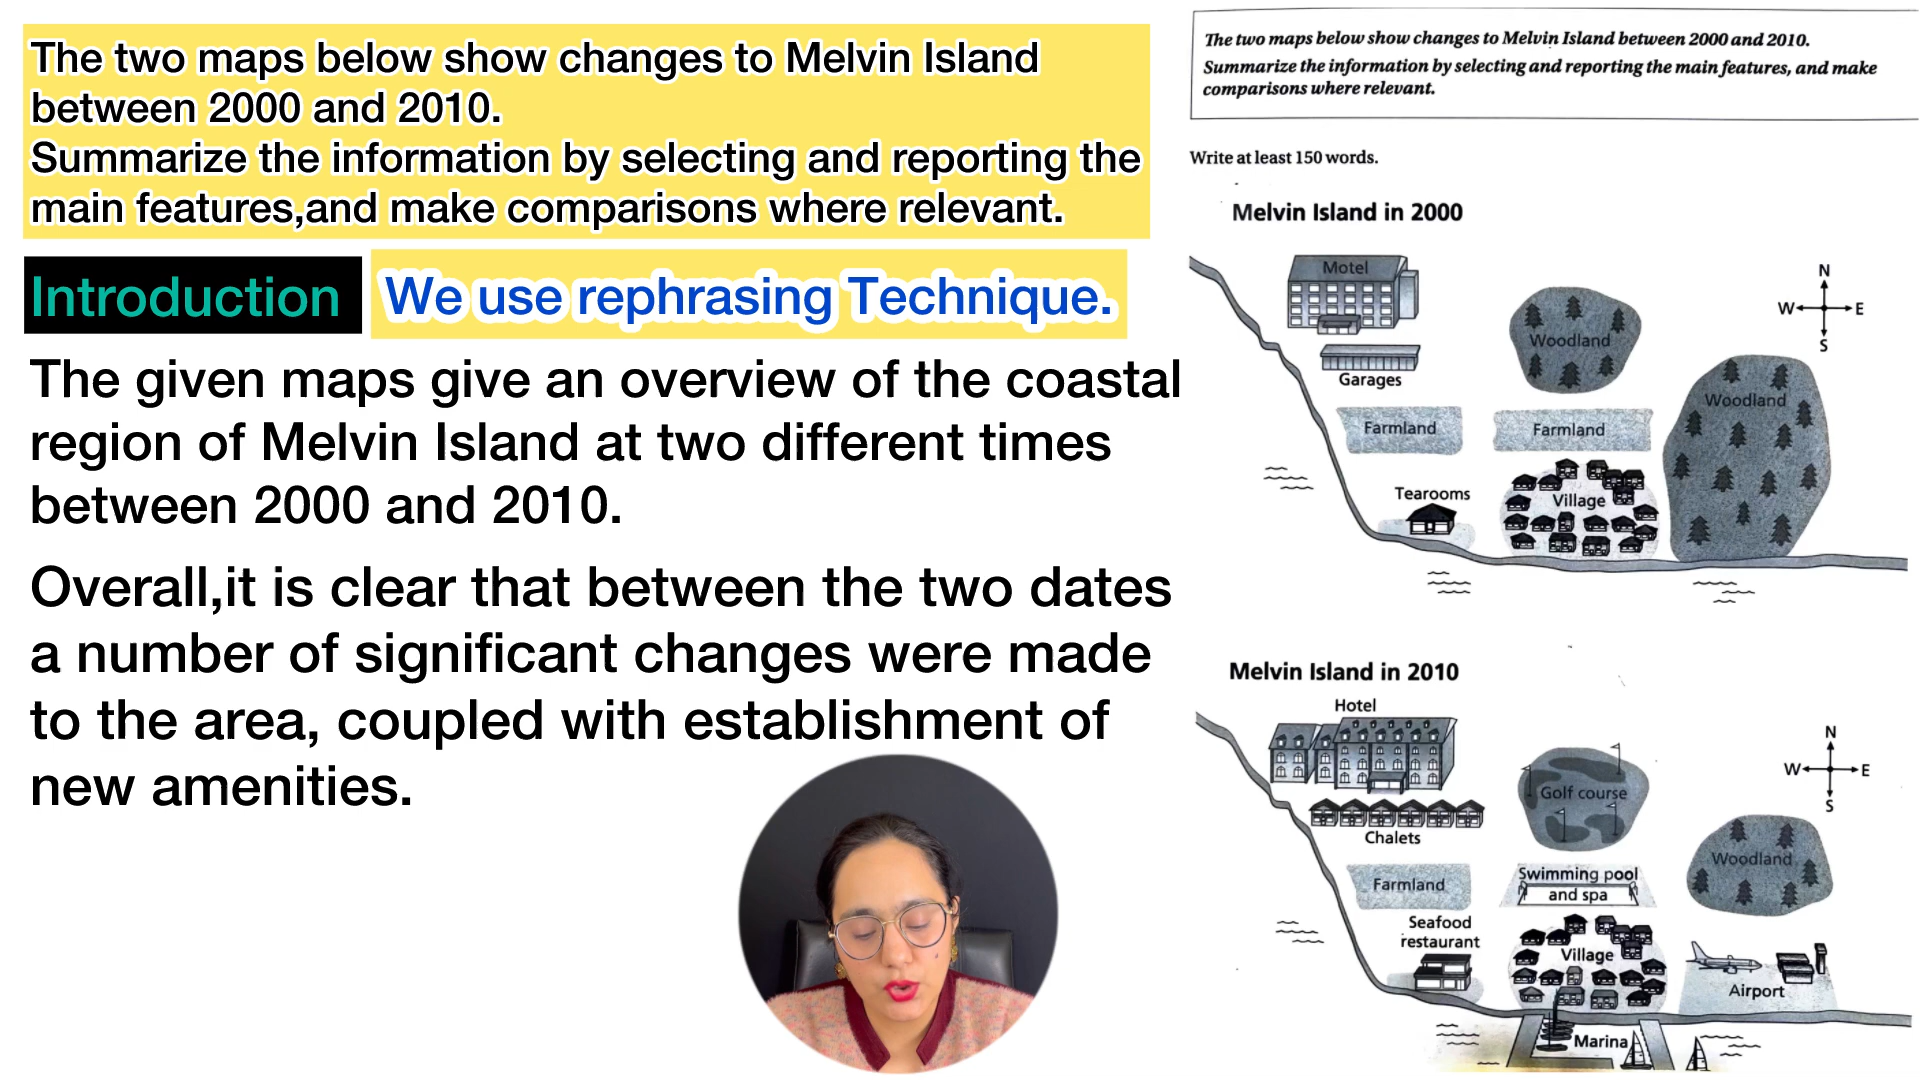 The two maps below show changes to Melvin Island
between 2000 and 2010.
Summarize the information by selecting and reporting the
main features,and make comparisons where relevant.
Introduction
We use rephrasing Technique.
The given maps give an overview of the coastal
region of Melvin Island at two different times
between 2000 and 2010.
Overall,it is clear that between the two dates
a number of significant changes were made
to the area, coupled with establishment of
new amenities.
The two maps below show changes to Melvin Island between 2000 and 2010.
Summarize the information by selecting and reporting the main features, and make
comparisons where relevant.
Write at least 150 words.
Melvin Island in 2000
Motel
N
W E
S
Woodland
Garages
Woodland
Farmland
Farmland
Tearooms
Village
Melvin Island in 2010
Hotel
N
W E
S
Golf course
Chalets
Woodland
Farmland
Swimming pool
and spa
Seafood
restaurant
Village
Airport
Marina